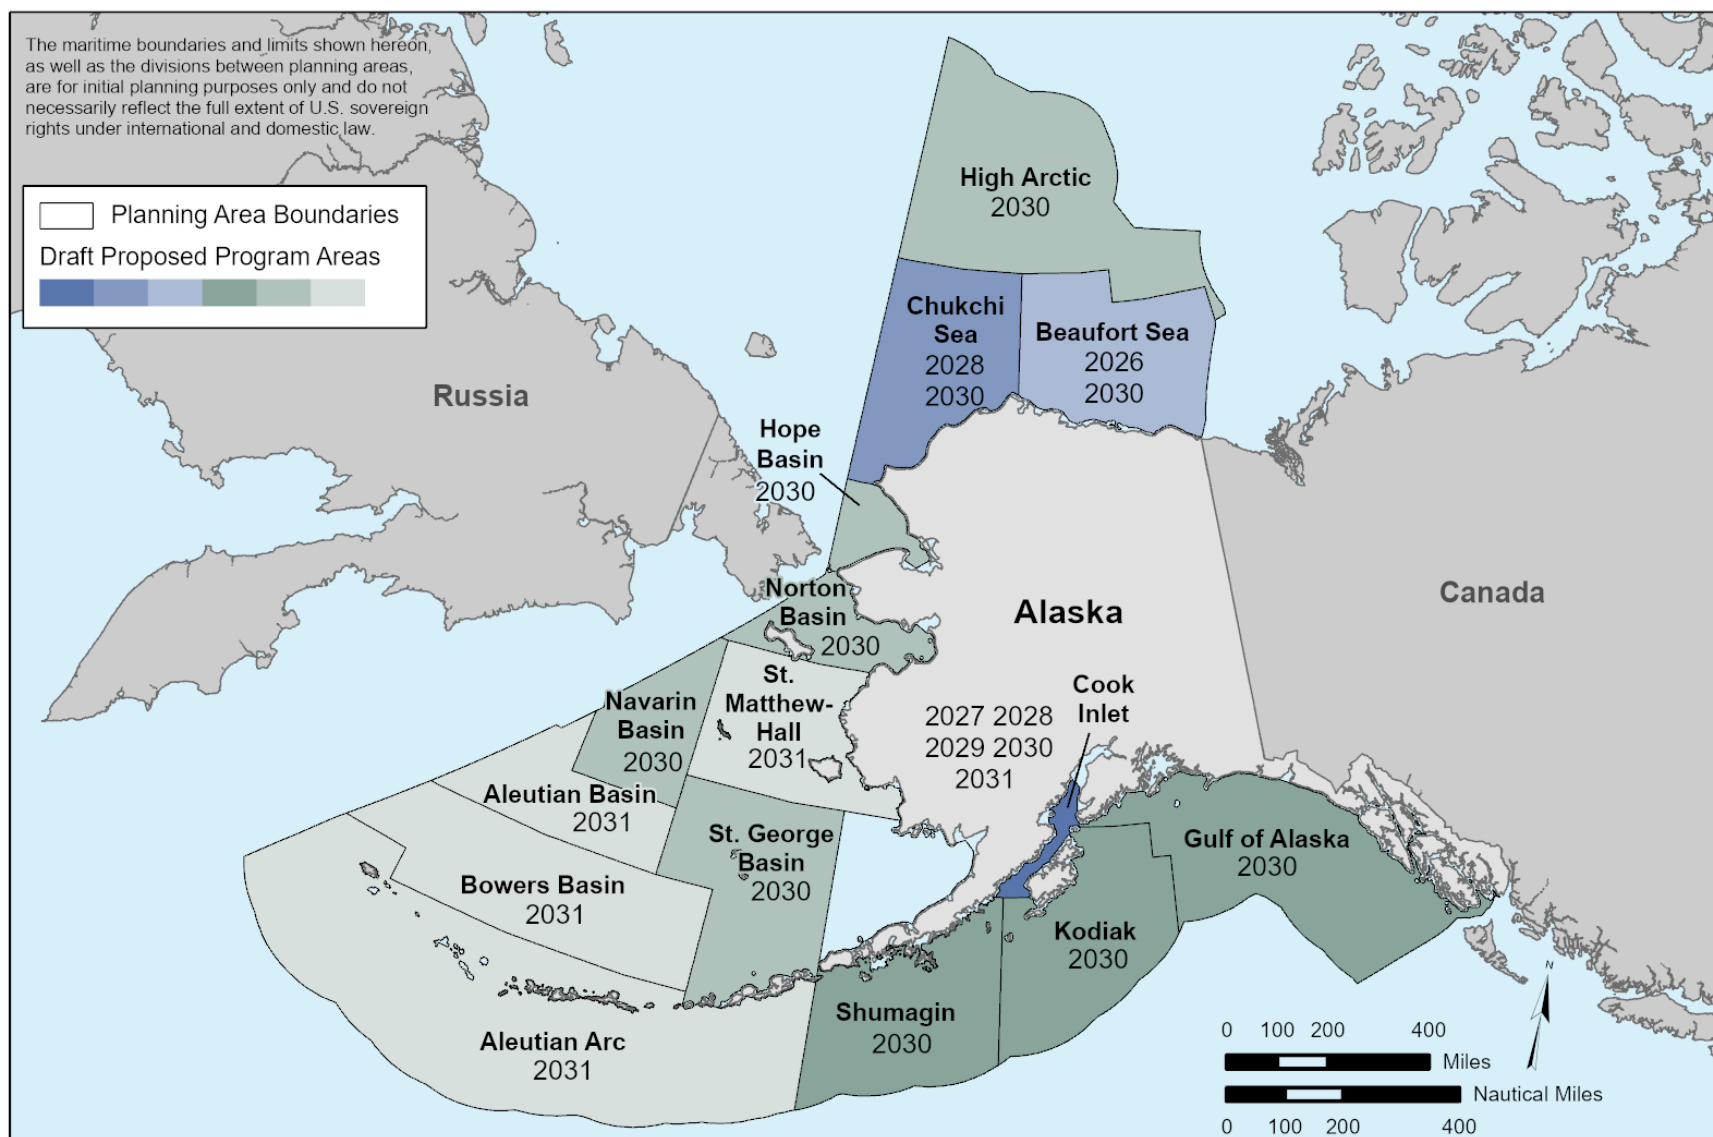 The maritime boundaries and limits shown hereon,
as well as the divisions between planning areas,
are for initial planning purposes only and do not
necessarily reflect the full extent of U.S. sovereign
rights under international and domestic law.
Planning Area Boundaries
Draft Proposed Program Areas
High Arctic
2030
Chukchi
Sea
2028
2030
Beaufort Sea
2026
2030
Russia
Hope
Basin
2030
Norton
Basin
2030
Alaska
Canada
St.
Matthew-
Hall
2031
Navarin
Basin
2030
Cook
Inlet
2027 2028
2029 2030
2031
Aleutian Basin
2031
St. George
Basin
2030
Gulf of Alaska
2030
Bowers Basin
2031
Kodiak
2030
Shumagin
2030
Aleutian Arc
2031
N
0 100 200 400
Miles
Nautical Miles
0 100 200 400